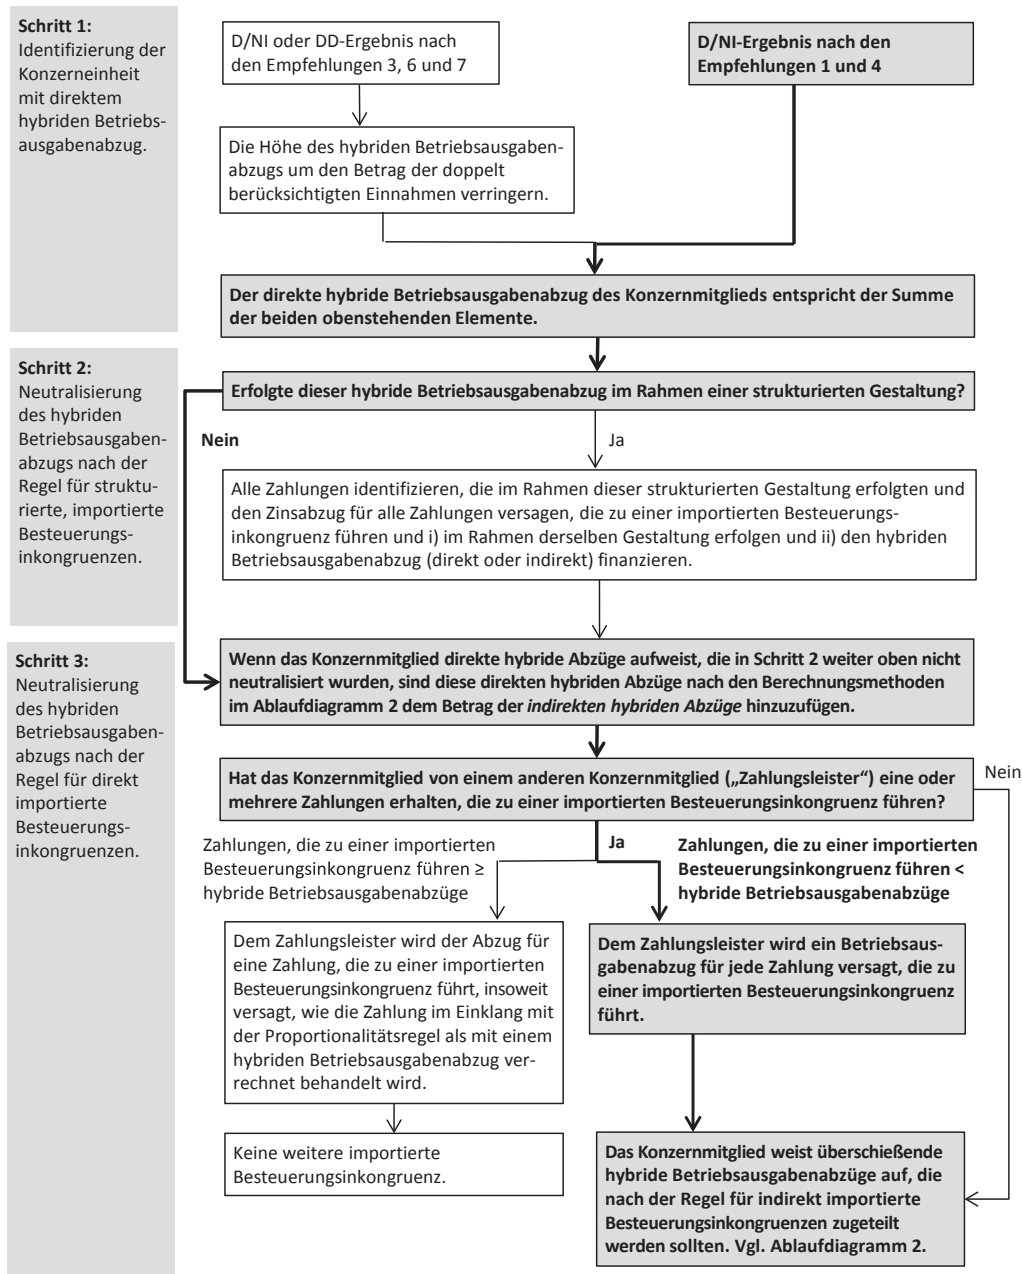 Schritt 1:
Identifizierung der
Konzerneinheit
mit direktem
hybriden Betriebs-
ausgabenabzug.
D/NI oder DD-Ergebnis nach
den Empfehlungen 3, 6 und 7
D/NI-Ergebnis nach den
Empfehlungen 1 und 4
Die Höhe des hybriden Betriebsausgaben-
abzugs um den Betrag der doppelt
berücksichtigten Einnahmen verringern.
Der direkte hybride Betriebsausgabenabzug des Konzernmitglieds entspricht der Summe
der beiden obenstehenden Elemente.
Schritt 2:
Neutralisierung
des hybriden
Betriebsausgaben-
abzugs nach der
Regel für struktu-
rierte, importierte
Besteuerungs-
inkongruenzen.
Erfolgte dieser hybride Betriebsausgabenabzug im Rahmen einer strukturierten Gestaltung?
Nein
Ja
Alle Zahlungen identifizieren, die im Rahmen dieser strukturierten Gestaltung erfolgten und
den Zinsabzug für alle Zahlungen versagen, die zu einer importierten Besteuerungs-
inkongruenz führen und i) im Rahmen derselben Gestaltung erfolgen und ii) den hybriden
Betriebsausgabenabzug (direkt oder indirekt) finanzieren.
Schritt 3:
Neutralisierung
des hybriden
Betriebsausgaben-
abzugs nach der
Regel für direkt
importierte
Besteuerungs-
inkongruenzen.
Wenn das Konzernmitglied direkte hybride Abzüge aufweist, die in Schritt 2 weiter oben nicht
neutralisiert wurden, sind diese direkten hybriden Abzüge nach den Berechnungsmethoden
im Ablaufdiagramm 2 dem Betrag der indirekten hybriden Abzüge hinzuzufügen.
Hat das Konzernmitglied von einem anderen Konzernmitglied („Zahlungsleister“) eine oder
mehrere Zahlungen erhalten, die zu einer importierten Besteuerungsinkongruenz führen?
Nein
Ja
Zahlungen, die zu einer importierten
Besteuerungsinkongruenz führen ≥
hybride Betriebsausgabenabzüge
Zahlungen, die zu einer importierten
Besteuerungsinkongruenz führen <
hybride Betriebsausgabenabzüge
Dem Zahlungsleister wird der Abzug für
eine Zahlung, die zu einer importierten
Besteuerungsinkongruenz führt, insoweit
versagt, wie die Zahlung im Einklang mit
der Proportionalitätsregel als mit einem
hybriden Betriebsausgabenabzug ver-
rechnet behandelt wird.
Dem Zahlungsleister wird ein Betriebsaus-
gabenabzug für jede Zahlung versagt, die zu
einer importierten Besteuerungsinkongruenz
führt.
Keine weitere importierte
Besteuerungsinkongruenz.
Das Konzernmitglied weist überschießende
hybride Betriebsausgabenabzüge auf, die
nach der Regel für indirekt importierte
Besteuerungsinkongruenzen zugeteilt
werden sollten. Vgl. Ablaufdiagramm 2.